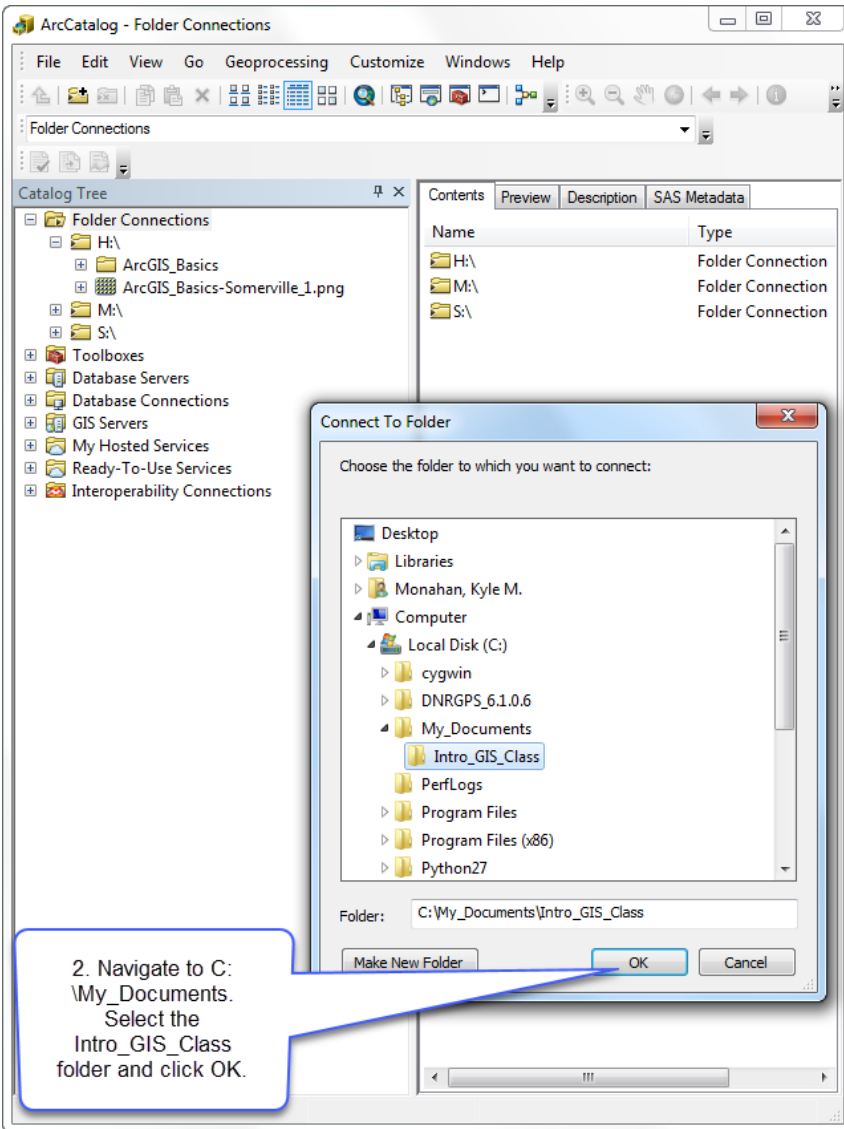 ArcCatalog - Folder Connections
File Edit View Go Geoprocessing Customize Windows Help
Folder Connections
Catalog Tree
Folder Connections
H:\
ArcGIS_Basics
ArcGIS_Basics-Somerville_1.png
M:\
S:\
Toolboxes
Database Servers
Database Connections
GIS Servers
My Hosted Services
Ready-To-Use Services
Interoperability Connections
Contents Preview Description SAS Metadata
Name Type
H:\ Folder Connection
M:\ Folder Connection
S:\ Folder Connection
Connect To Folder
Choose the folder to which you want to connect:
Desktop
Libraries
Monahan, Kyle M.
Computer
Local Disk (C:)
cygwin
DNRGPS_6.1.0.6
My_Documents
Intro_GIS_Class
PerfLogs
Program Files
Program Files (x86)
Python27
Folder: C:\My_Documents\Intro_GIS_Class
Make New Folder OK Cancel
2. Navigate to C:
\My_Documents.
Select the
Intro_GIS_Class
folder and click OK.